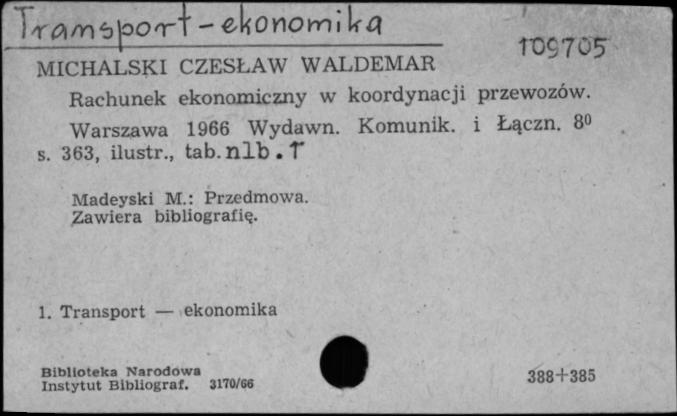 Transport-ekonomika
109705
MICHALSKI CZESŁAW WALDEMAR
Rachunek ekonomiczny w koordynacji przewozów.
Warszawa 1966 Wydawn. Komunik. i Łączn. 8⁰
s. 363, ilustr., tab. nlb. 1
Madeyski M.: Przedmowa.
Zawiera bibliografię.
1. Transport — ekonomika
Biblioteka Narodowa
Instytut Bibliograf. 3170/66
388+385